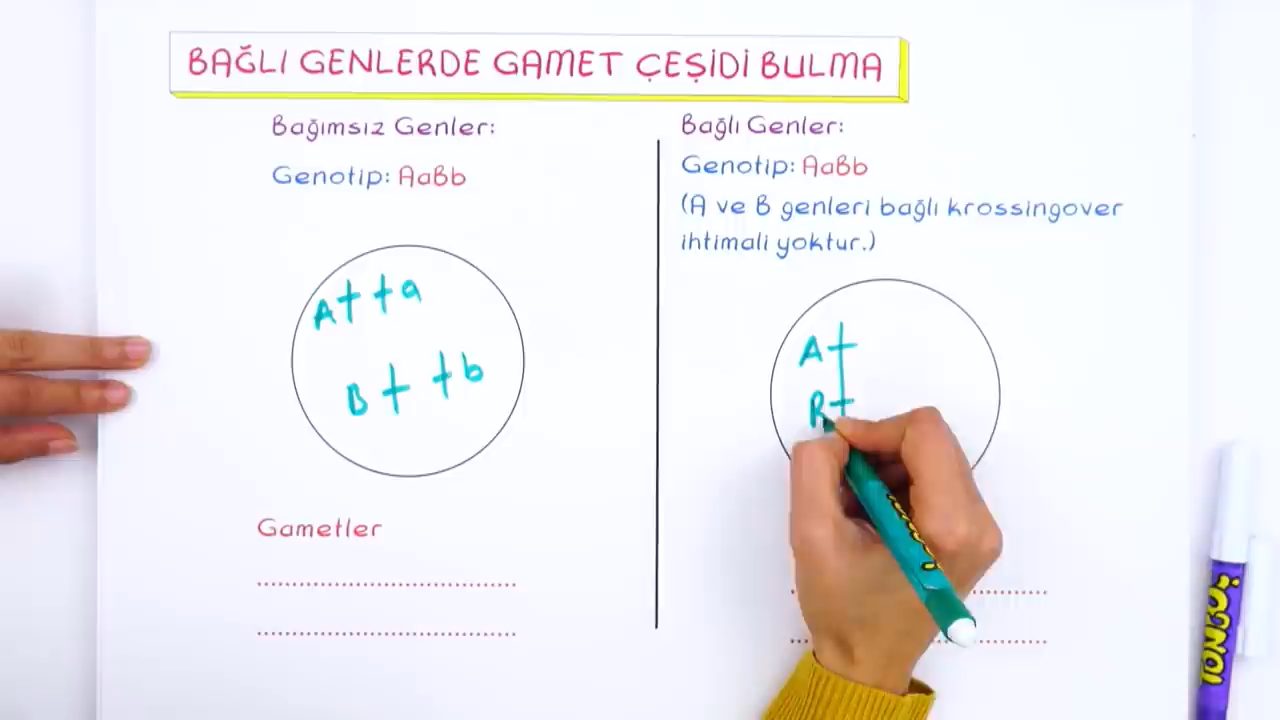 BAĞLI GENLERDE GAMET ÇEŞİDİ BULMA
Bağımsız Genler:
Genotip: AaBb
A a
B b
Gametler
Bağlı Genler:
Genotip: AaBb
(A ve B genleri bağlı krossingover
ihtimali yoktur.)
A
B
TONGUÇ